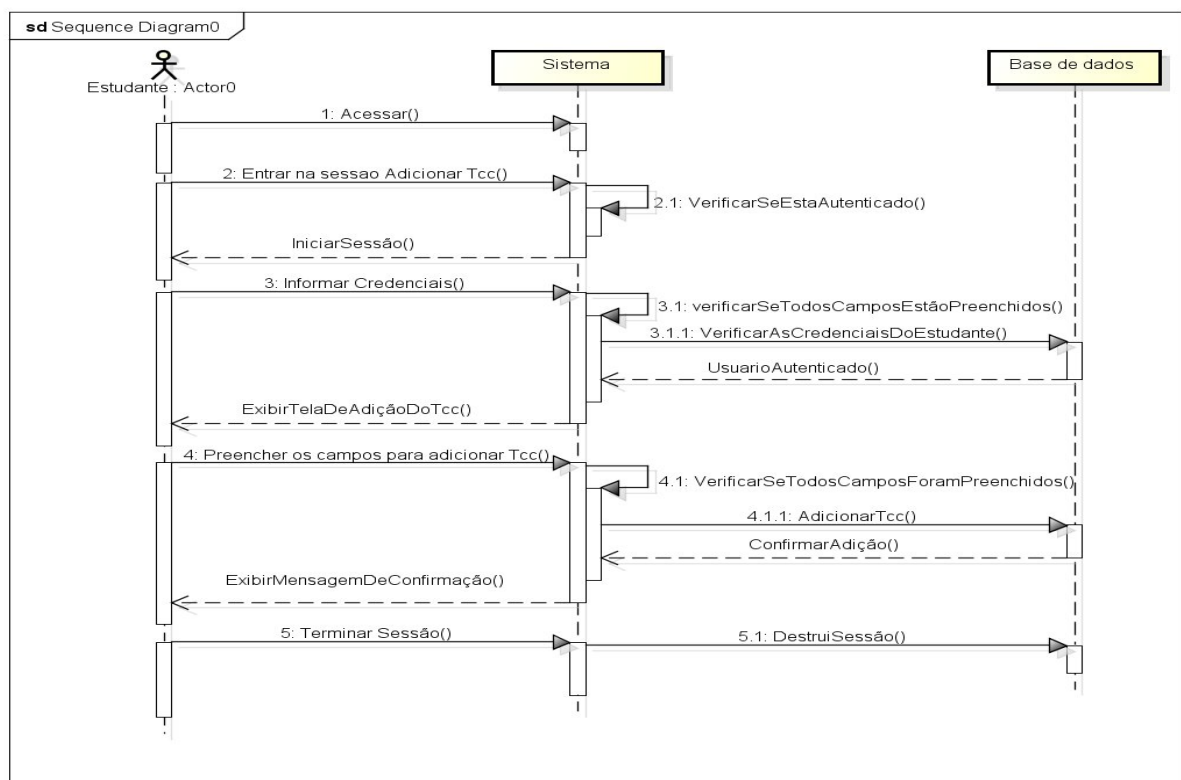 sd Sequence Diagram0
Estudante : Actor0
Sistema
Base de dados
1: Acessar()
2: Entrar na sessao Adicionar Tcc()
2.1: VerificarSeEstaAutenticado()
IniciarSessão()
3: Informar Credenciais()
3.1: verificarSeTodosCamposEstãoPreenchidos()
3.1.1: VerificarAsCredenciaisDoEstudante()
UsuarioAutenticado()
ExibirTelaDeAdiçãoDoTcc()
4: Preencher os campos para adicionar Tcc()
4.1: VerificarSeTodosCamposForamPreenchidos()
4.1.1: AdicionarTcc()
ConfirmarAdição()
ExibirMensagemDeConfirmação()
5: Terminar Sessão()
5.1: DestruiSessão()